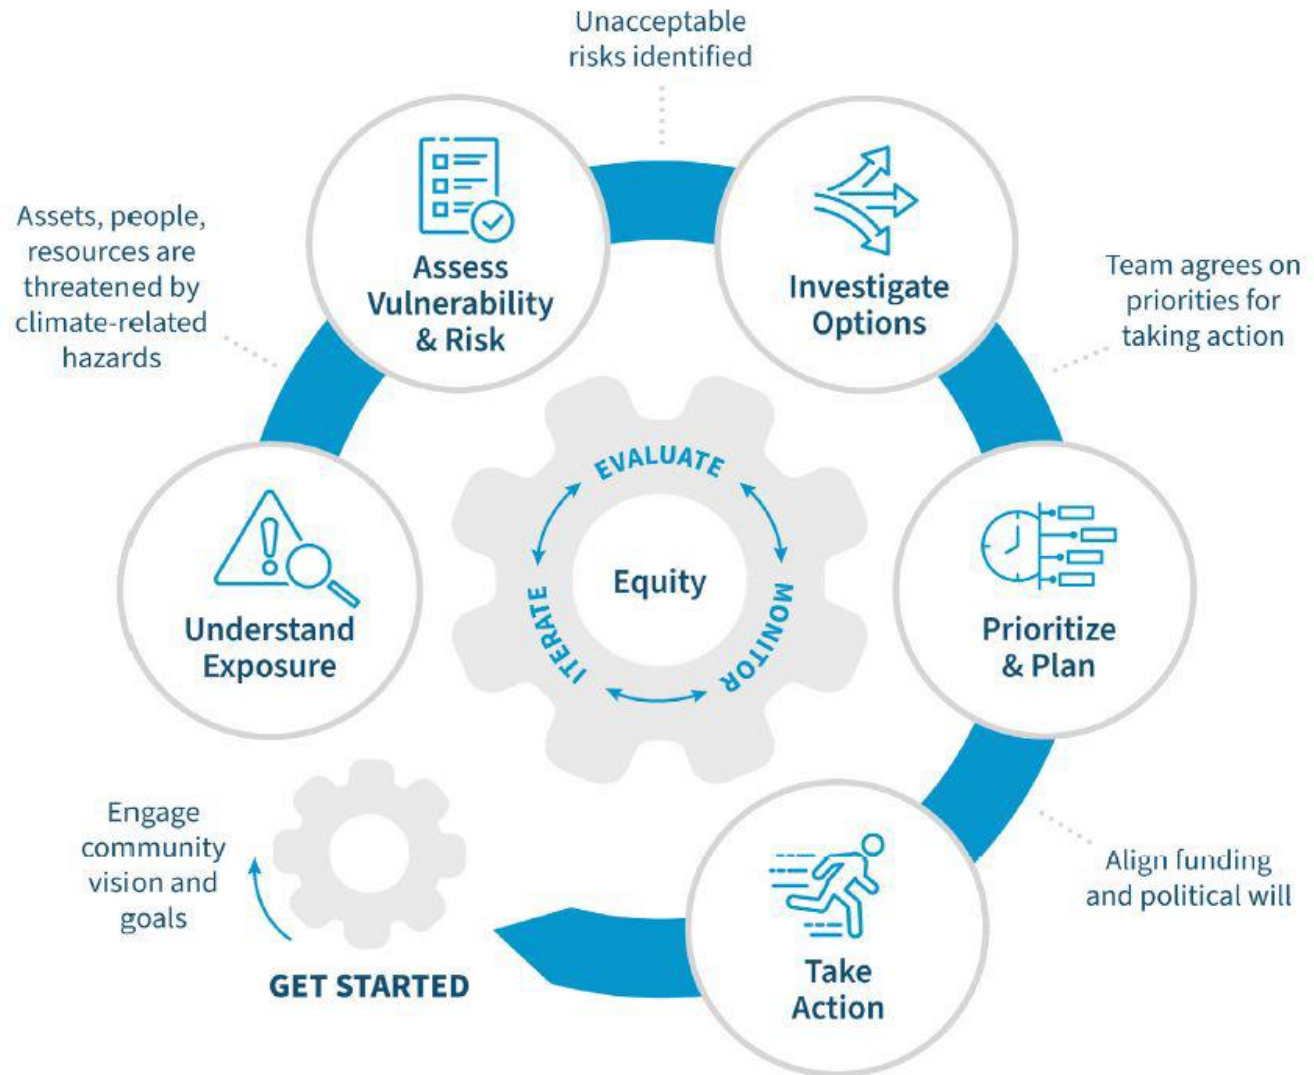 Unacceptable
risks identified
Assets, people,
resources are
threatened by
climate-related
hazards
Assess
Vulnerability
& Risk
Investigate
Options
Team agrees on
priorities for
taking action
EVALUATE
MONITOR
ITERATE
Equity
Understand
Exposure
Prioritize
& Plan
Engage
community
vision and
goals
GET STARTED
Align funding
and political will
Take
Action